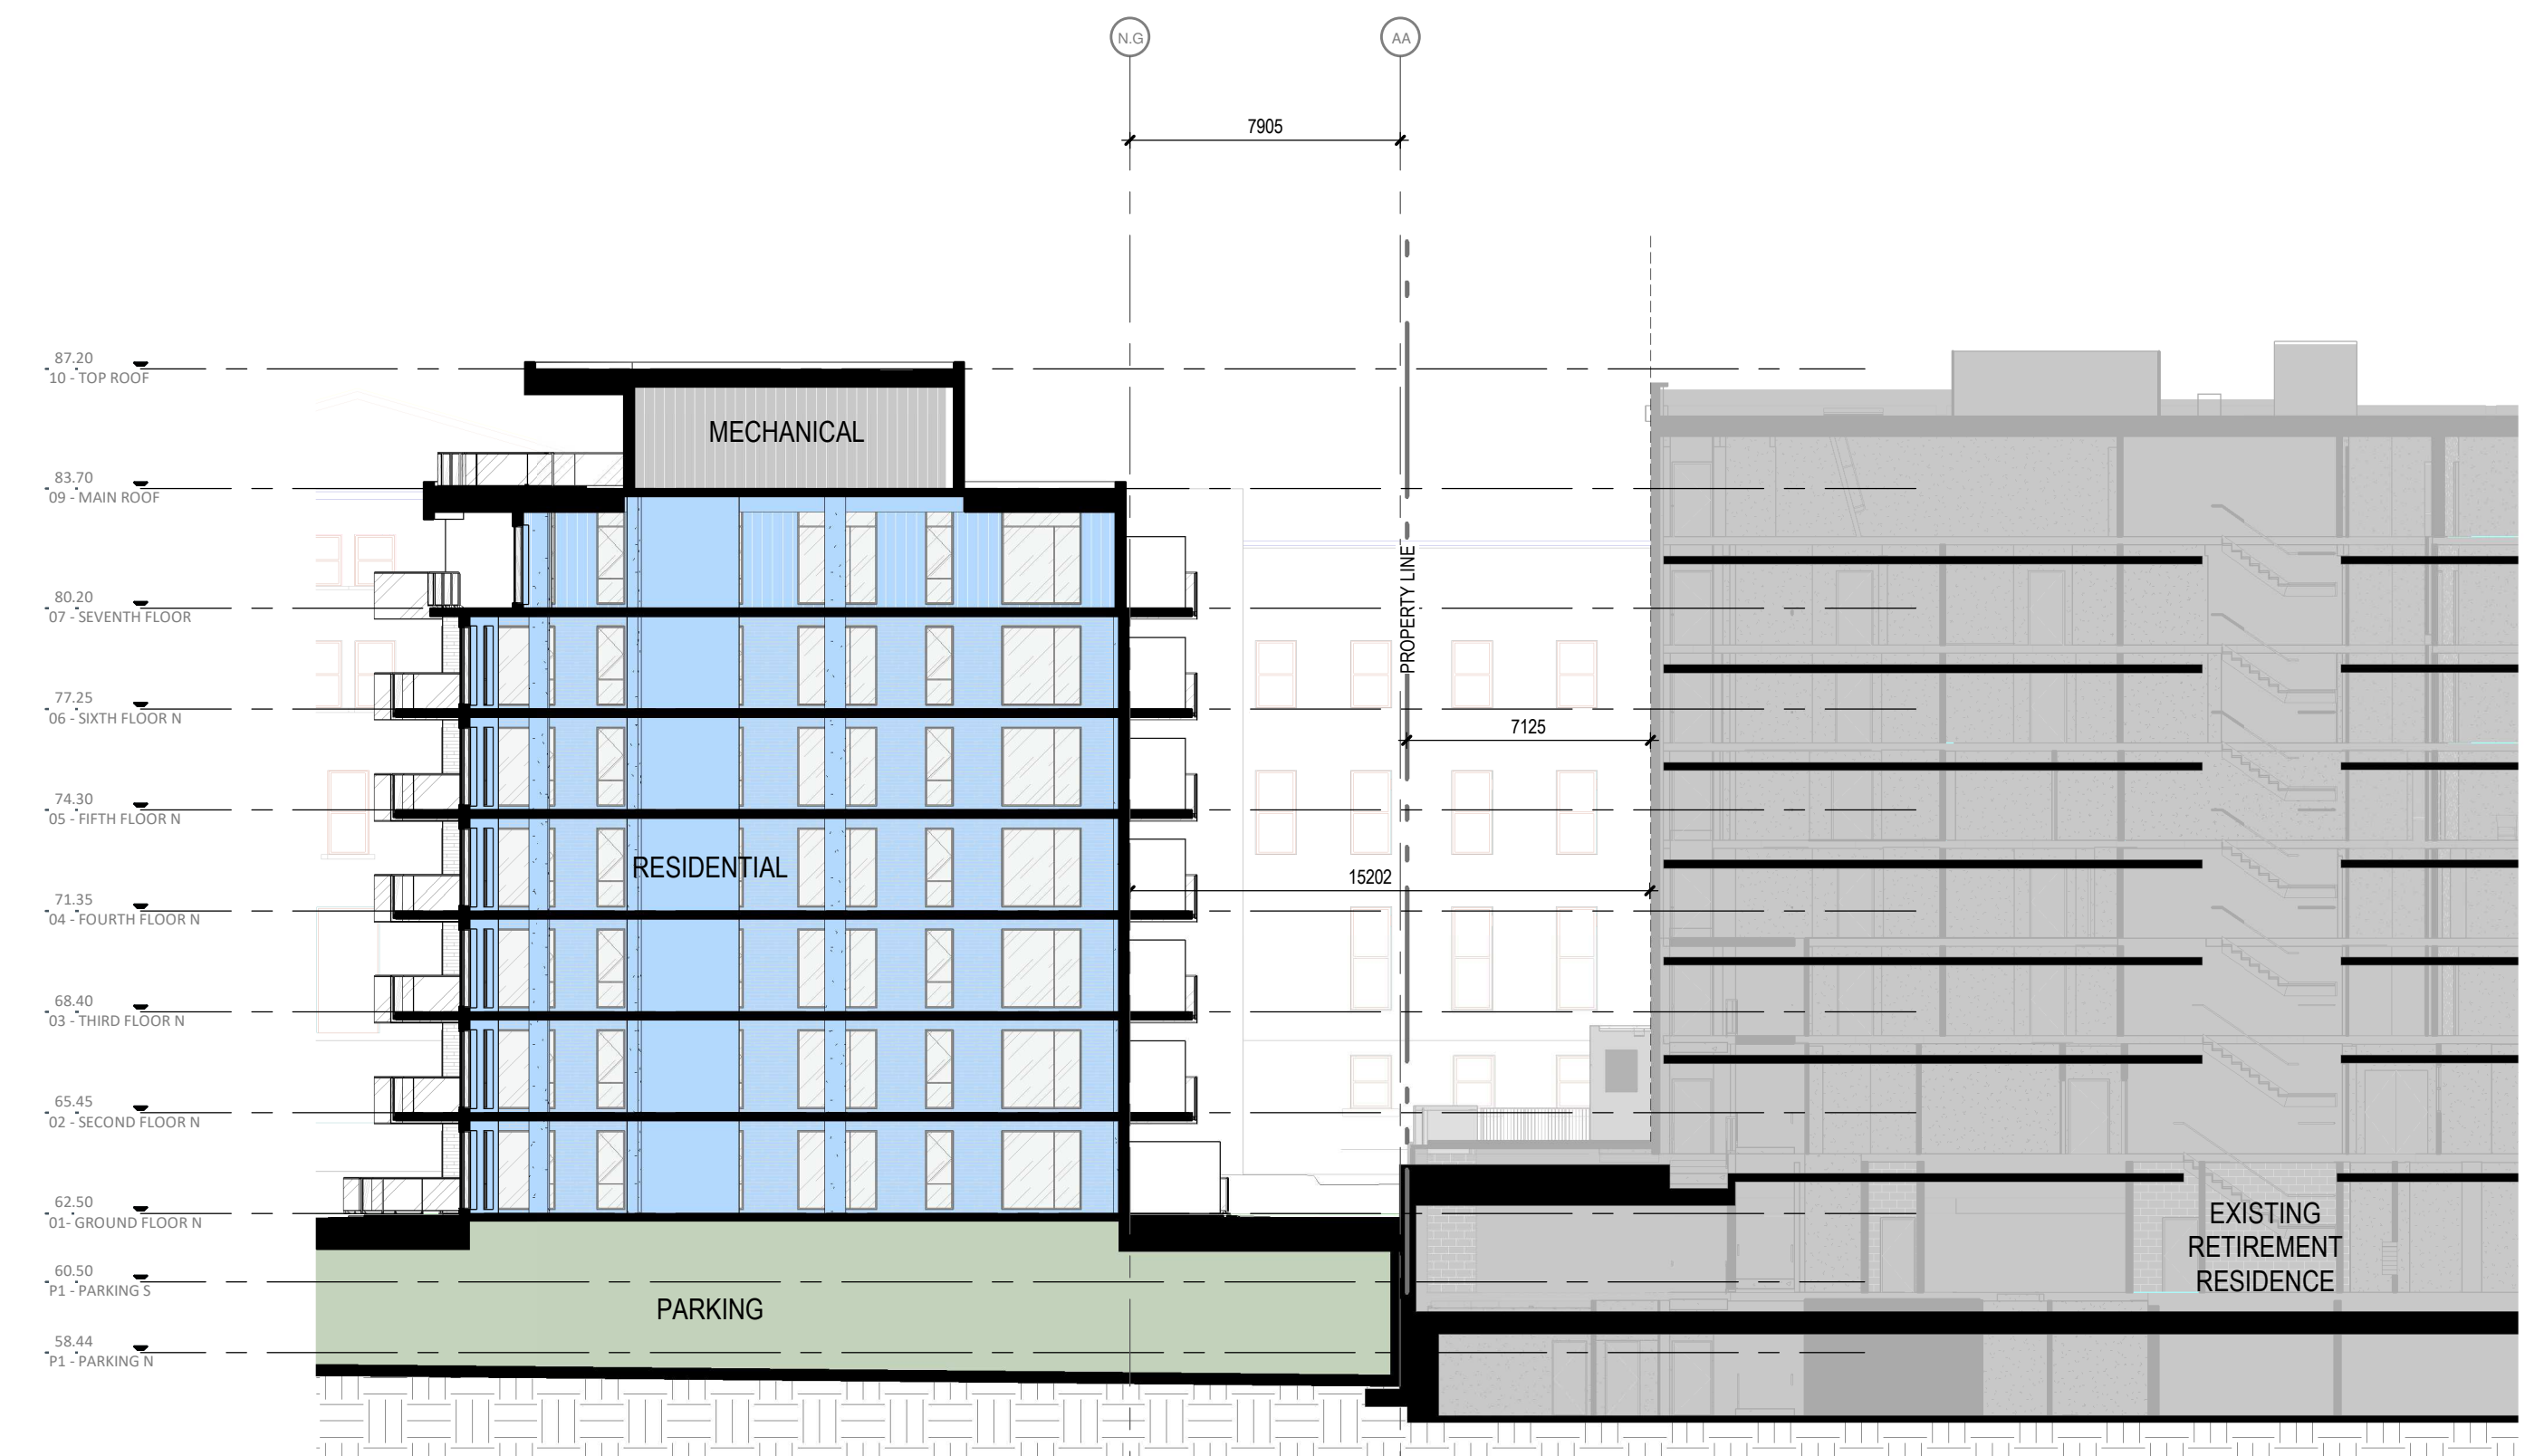 N.G
AA
7905
87.20
10 - TOP ROOF
MECHANICAL
83.70
09 - MAIN ROOF
PROPERTY LINE
80.20
07 - SEVENTH FLOOR
77.25
06 - SIXTH FLOOR N
7125
74.30
05 - FIFTH FLOOR N
RESIDENTIAL
15202
71.35
04 - FOURTH FLOOR N
68.40
03 - THIRD FLOOR N
65.45
02 - SECOND FLOOR N
62.50
01- GROUND FLOOR N
EXISTING
RETIREMENT
RESIDENCE
60.50
P1 - PARKING S
PARKING
58.44
P1 - PARKING N